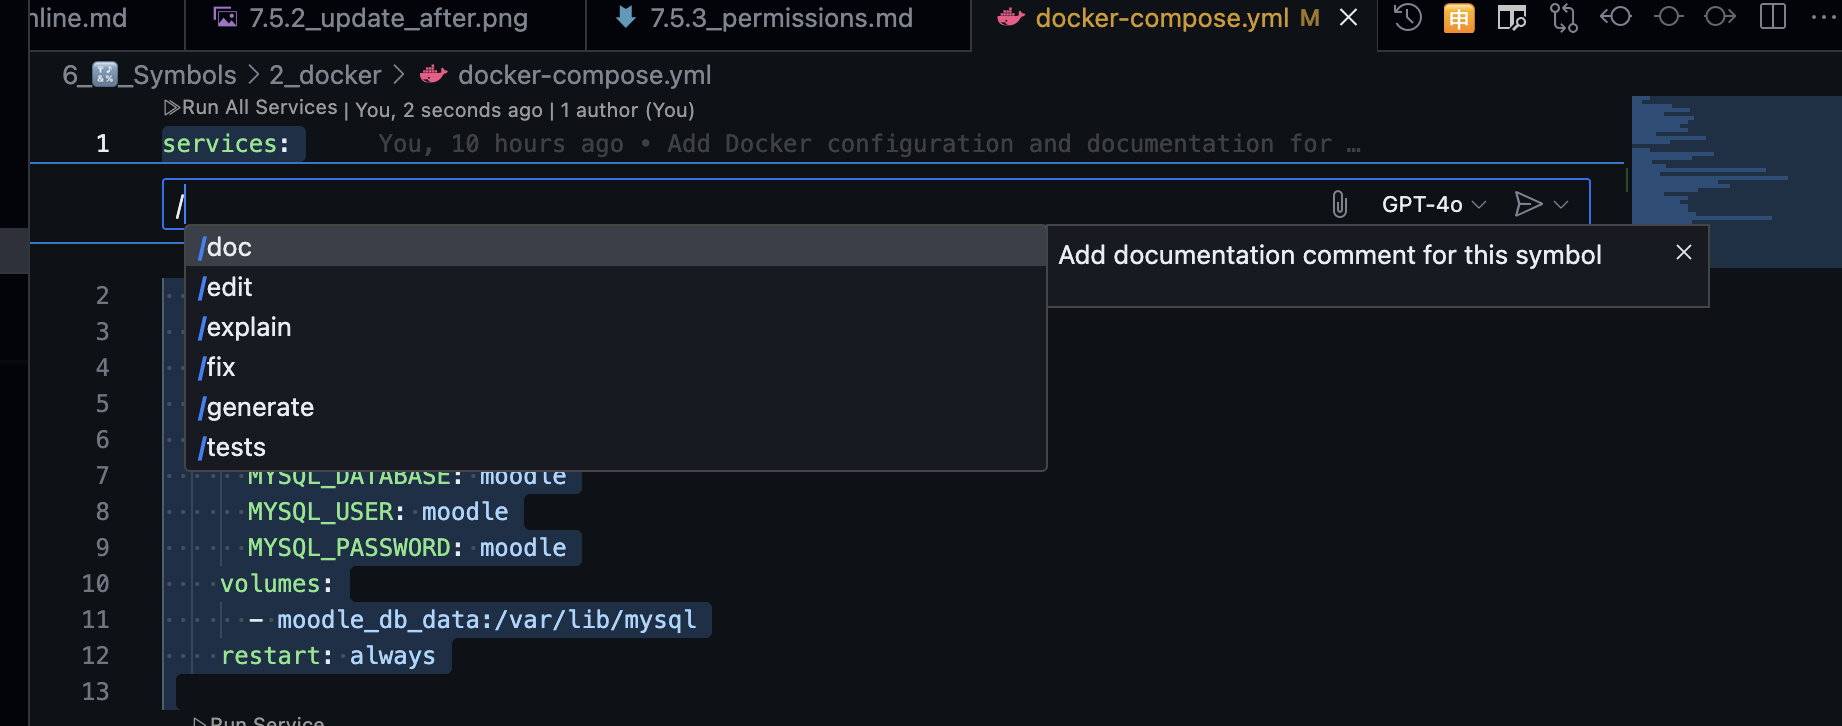 nline.md
7.5.2_update_after.png
7.5.3_permissions.md
docker-compose.yml M
申
6_🔣_Symbols > 2_docker > docker-compose.yml
Run All Services | You, 2 seconds ago | 1 author (You)
1 services: You, 10 hours ago • Add Docker configuration and documentation for …
/
GPT-4o
/doc
Add documentation comment for this symbol
/edit
/explain
/fix
/generate
/tests
2
3
4
5
6
7 MYSQL_DATABASE: moodle
8 MYSQL_USER: moodle
9 MYSQL_PASSWORD: moodle
10 volumes:
11 - moodle_db_data:/var/lib/mysql
12 restart: always
13
Run Service